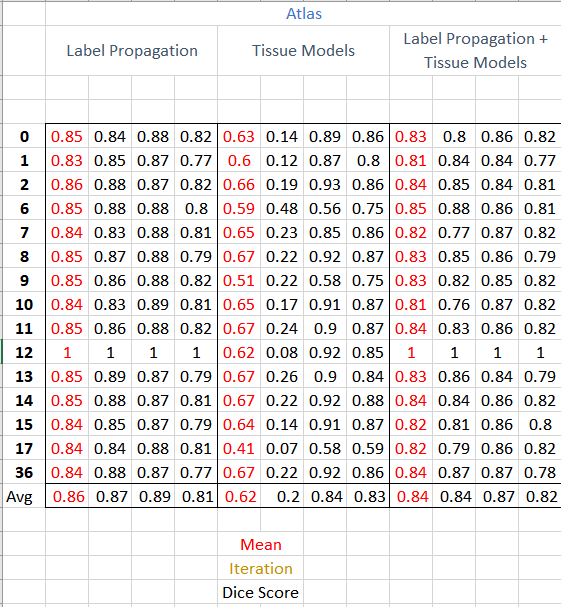 Atlas
Label Propagation Tissue Models Label Propagation + Tissue Models
0 0.85 0.84 0.88 0.82 0.63 0.14 0.89 0.86 0.83 0.8 0.86 0.82
1 0.83 0.85 0.87 0.77 0.6 0.12 0.87 0.8 0.81 0.84 0.84 0.77
2 0.86 0.88 0.87 0.82 0.66 0.19 0.93 0.86 0.84 0.85 0.84 0.81
6 0.85 0.88 0.88 0.8 0.59 0.48 0.56 0.75 0.85 0.88 0.86 0.81
7 0.84 0.83 0.88 0.81 0.65 0.23 0.85 0.86 0.82 0.77 0.87 0.82
8 0.85 0.87 0.88 0.79 0.67 0.22 0.92 0.87 0.83 0.85 0.86 0.79
9 0.85 0.86 0.88 0.82 0.51 0.22 0.58 0.75 0.83 0.82 0.85 0.82
10 0.84 0.83 0.89 0.81 0.65 0.17 0.91 0.87 0.81 0.76 0.87 0.82
11 0.85 0.86 0.88 0.82 0.67 0.24 0.9 0.87 0.84 0.83 0.86 0.82
12 1 1 1 1 0.62 0.08 0.92 0.85 1 1 1 1
13 0.85 0.89 0.87 0.79 0.67 0.26 0.9 0.84 0.83 0.86 0.84 0.79
14 0.85 0.88 0.87 0.81 0.67 0.22 0.92 0.88 0.84 0.84 0.86 0.82
15 0.84 0.85 0.87 0.79 0.64 0.14 0.91 0.87 0.82 0.81 0.86 0.8
17 0.84 0.84 0.88 0.81 0.41 0.07 0.58 0.59 0.82 0.79 0.86 0.82
36 0.84 0.88 0.87 0.77 0.67 0.22 0.92 0.86 0.84 0.87 0.87 0.78
Avg 0.86 0.87 0.89 0.81 0.62 0.2 0.84 0.83 0.84 0.84 0.87 0.82
Mean
Iteration
Dice Score